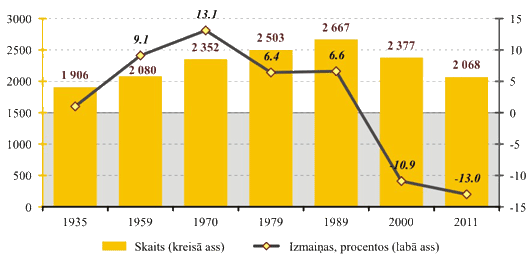 3000 15
13.1
2500 2 667 10
9.1 2 503
2 352 2 377
2000 1 906 2 080 6.4 6.6 2 068 5
1500 0
1000 -5
500 -10.9 -13.0 -10
0 -15
1935 1959 1970 1979 1989 2000 2011
Skaits (kreisā ass) Izmaiņas, procentos (labā ass)